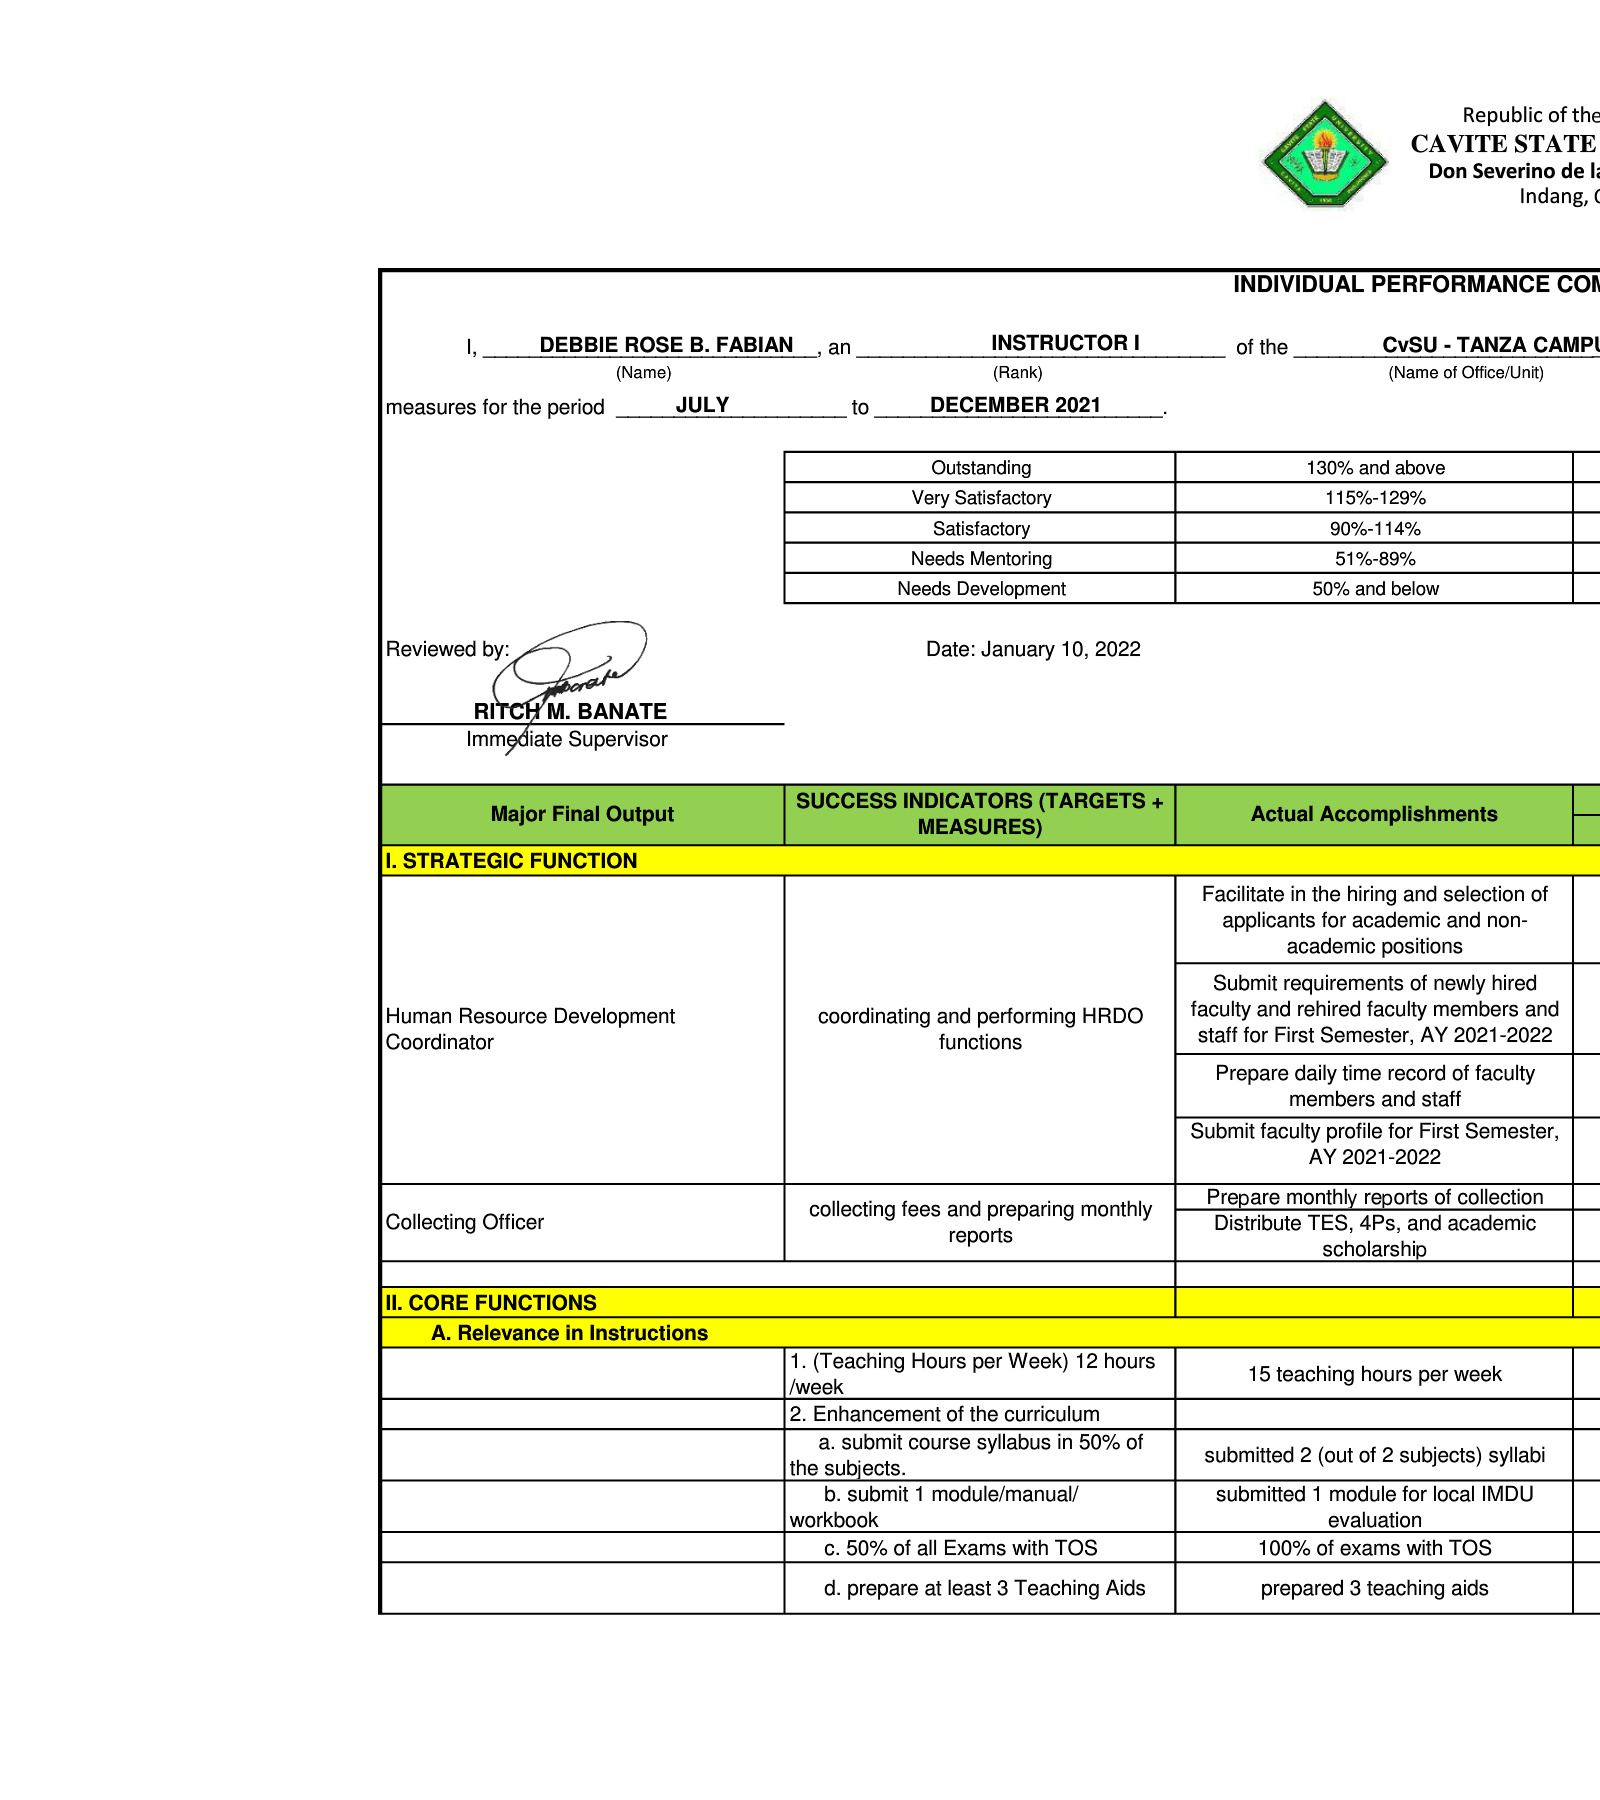 Republic of the
CAVITE STATE
Don Severino de la
Indang, C
INDIVIDUAL PERFORMANCE COM
I, DEBBIE ROSE B. FABIAN, an INSTRUCTOR I of the CvSU - TANZA CAMPU
(Name) (Rank) (Name of Office/Unit)
measures for the period JULY to DECEMBER 2021.
Outstanding 130% and above
Very Satisfactory 115%-129%
Satisfactory 90%-114%
Needs Mentoring 51%-89%
Needs Development 50% and below
Reviewed by: Date: January 10, 2022
RITCH M. BANATE
Immediate Supervisor
Major Final Output
SUCCESS INDICATORS (TARGETS +
MEASURES)
Actual Accomplishments
I. STRATEGIC FUNCTION
Human Resource Development
Coordinator
coordinating and performing HRDO
functions
Facilitate in the hiring and selection of
applicants for academic and non-
academic positions
Submit requirements of newly hired
faculty and rehired faculty members and
staff for First Semester, AY 2021-2022
Prepare daily time record of faculty
members and staff
Submit faculty profile for First Semester,
AY 2021-2022
Collecting Officer
collecting fees and preparing monthly
reports
Prepare monthly reports of collection
Distribute TES, 4Ps, and academic
scholarship
II. CORE FUNCTIONS
A. Relevance in Instructions
1. (Teaching Hours per Week) 12 hours
/week
15 teaching hours per week
2. Enhancement of the curriculum
a. submit course syllabus in 50% of
the subjects.
submitted 2 (out of 2 subjects) syllabi
b. submit 1 module/manual/
workbook
submitted 1 module for local IMDU
evaluation
c. 50% of all Exams with TOS
100% of exams with TOS
d. prepare at least 3 Teaching Aids
prepared 3 teaching aids